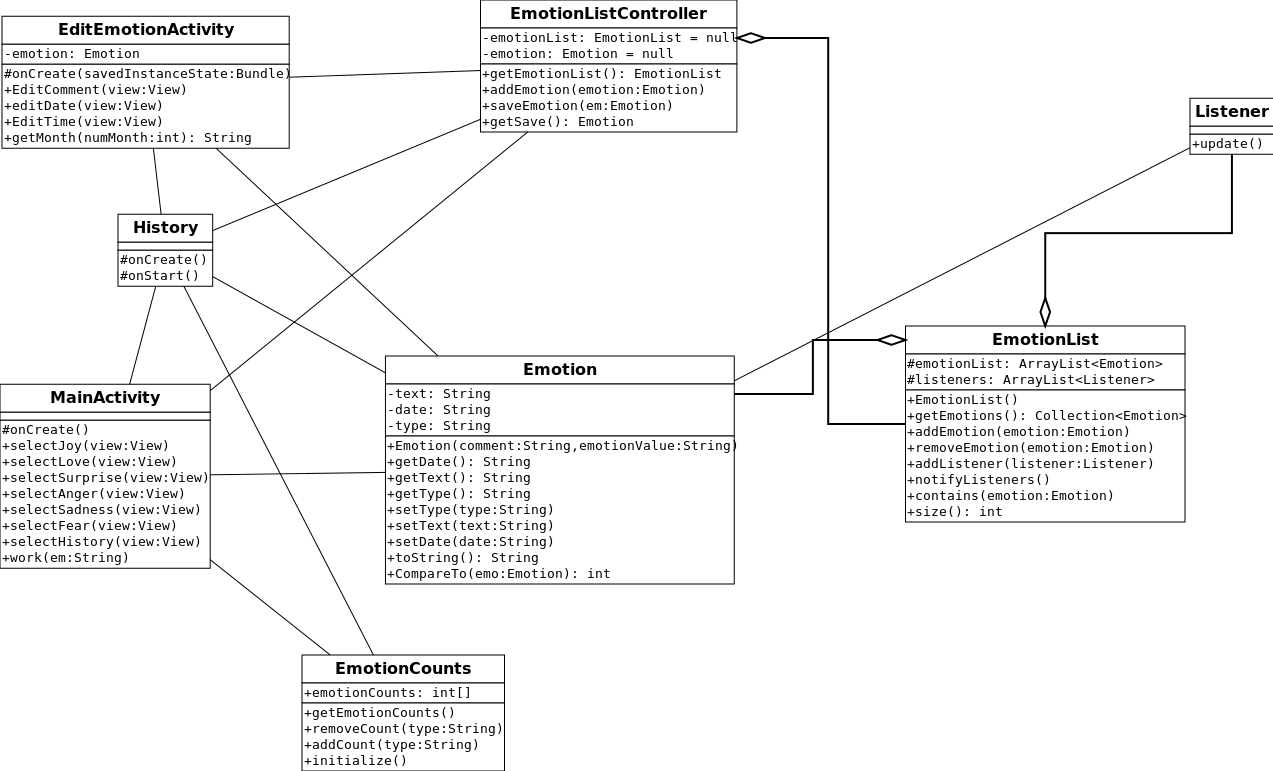 EditEmotionActivity
-emotion: Emotion
#onCreate(savedInstanceState:Bundle)
+EditComment(view:View)
+editDate(view:View)
+EditTime(view:View)
+getMonth(numMonth:int): String
EmotionListController
-emotionList: EmotionList = null
-emotion: Emotion = null
+getEmotionList(): EmotionList
+addEmotion(emotion:Emotion)
+saveEmotion(em:Emotion)
+getSave(): Emotion
Listener
+update()
History
#onCreate()
#onStart()
EmotionList
#emotionList: ArrayList<Emotion>
#listeners: ArrayList<Listener>
+EmotionList()
+getEmotions(): Collection<Emotion>
+addEmotion(emotion:Emotion)
+removeEmotion(emotion:Emotion)
+addListener(listener:Listener)
+notifyListeners()
+contains(emotion:Emotion)
+size(): int
Emotion
-text: String
-date: String
-type: String
+Emotion(comment:String,emotionValue:String)
+getDate(): String
+getText(): String
+getType(): String
+setType(type:String)
+setText(text:String)
+setDate(date:String)
+toString(): String
+CompareTo(emo:Emotion): int
MainActivity
#onCreate()
+selectJoy(view:View)
+selectLove(view:View)
+selectSurprise(view:View)
+selectAnger(view:View)
+selectSadness(view:View)
+selectFear(view:View)
+selectHistory(view:View)
+work(em:String)
EmotionCounts
+emotionCounts: int[]
+getEmotionCounts()
+removeCount(type:String)
+addCount(type:String)
+initialize()